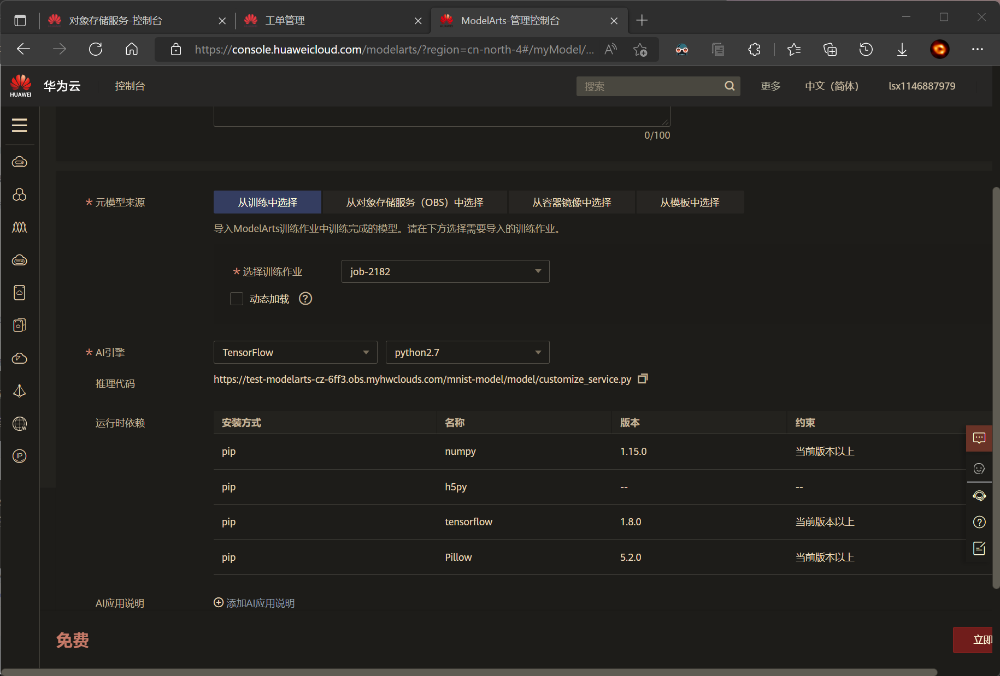 对象存储服务-控制台
工单管理
ModelArts-管理控制台
https://console.huaweicloud.com/modelarts/?region=cn-north-4#/myModel/...
HUAWEI
华为云
控制台
搜索
更多
中文（简体）
lsx1146887979
0/100
* 元模型来源
从训练中选择
从对象存储服务（OBS）中选择
从容器镜像中选择
从模板中选择
导入ModelArts训练作业中训练完成的模型。请在下方选择需要导入的训练作业。
* 选择训练作业
job-2182
动态加载
* AI引擎
TensorFlow
python2.7
推理代码
https://test-modelarts-cz-6ff3.obs.myhwclouds.com/mnist-model/model/customize_service.py
运行时依赖
安装方式 名称 版本 约束
pip numpy 1.15.0 当前版本以上
pip h5py -- --
pip tensorflow 1.8.0 当前版本以上
pip Pillow 5.2.0 当前版本以上
AI应用说明
添加AI应用说明
免费
立即